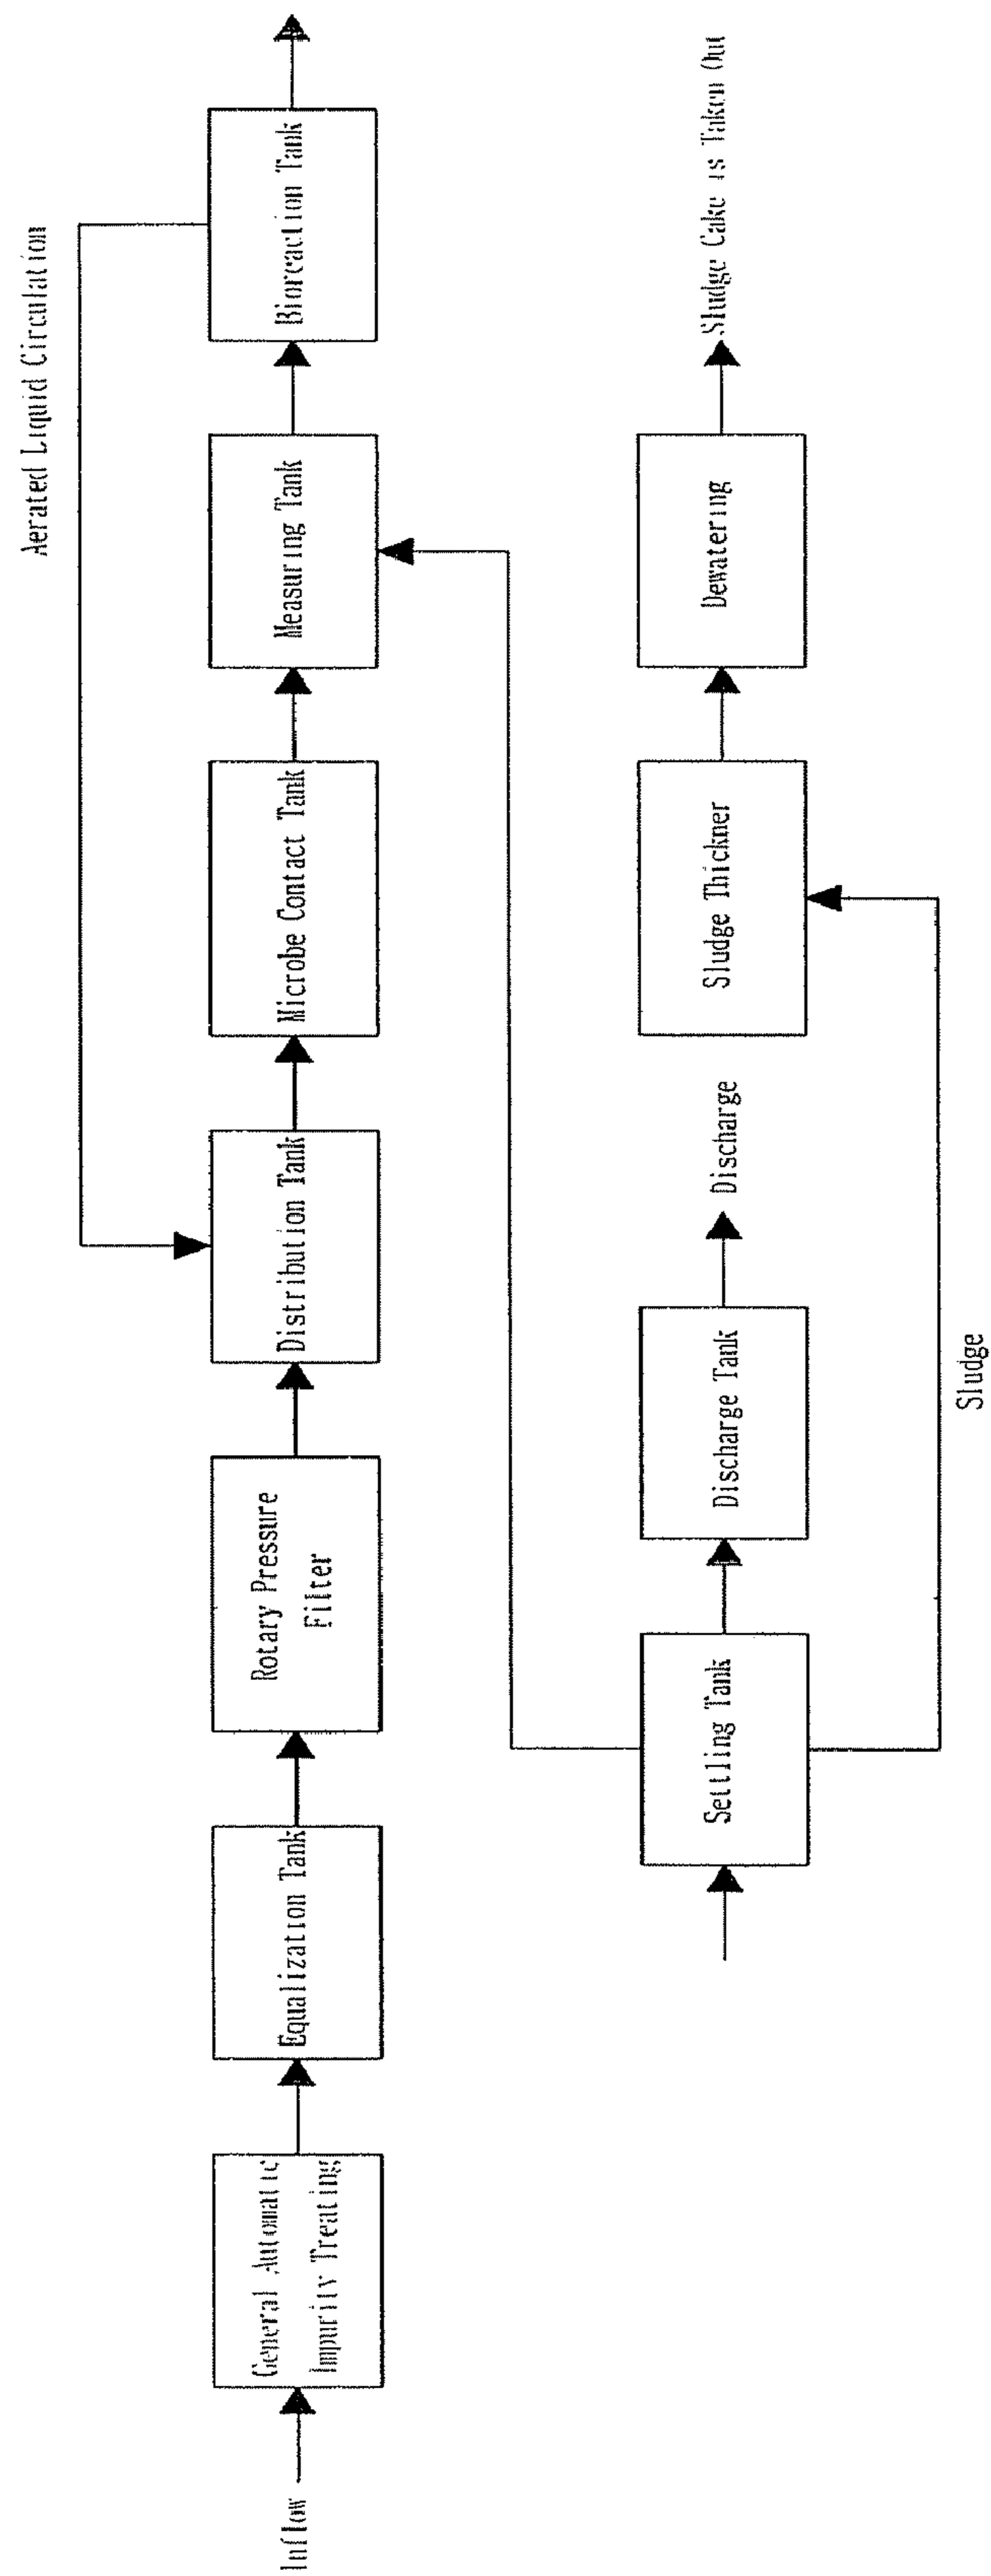 Aerated Liquid Circulation
Inflow
General Automatic
Impurity Treating
Equalization Tank
Rotary Pressure
Filter
Distribution Tank
Microbe Contact Tank
Measuring Tank
Bioreaction Tank
Settling Tank
Discharge Tank
Discharge
Sludge Thickner
Dewatering
Sludge Cake is Taken Out
Sludge